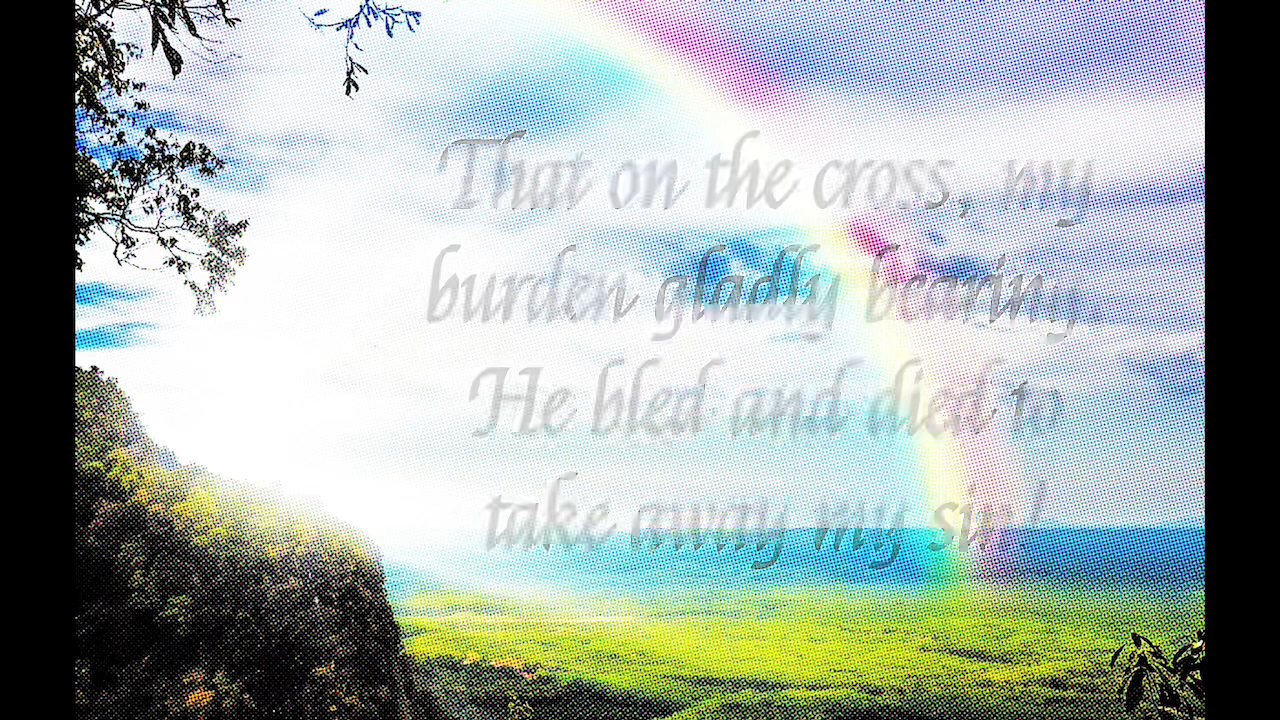 That on the cross, my
burden gladly bearing
He bled and died to
take away my sin!